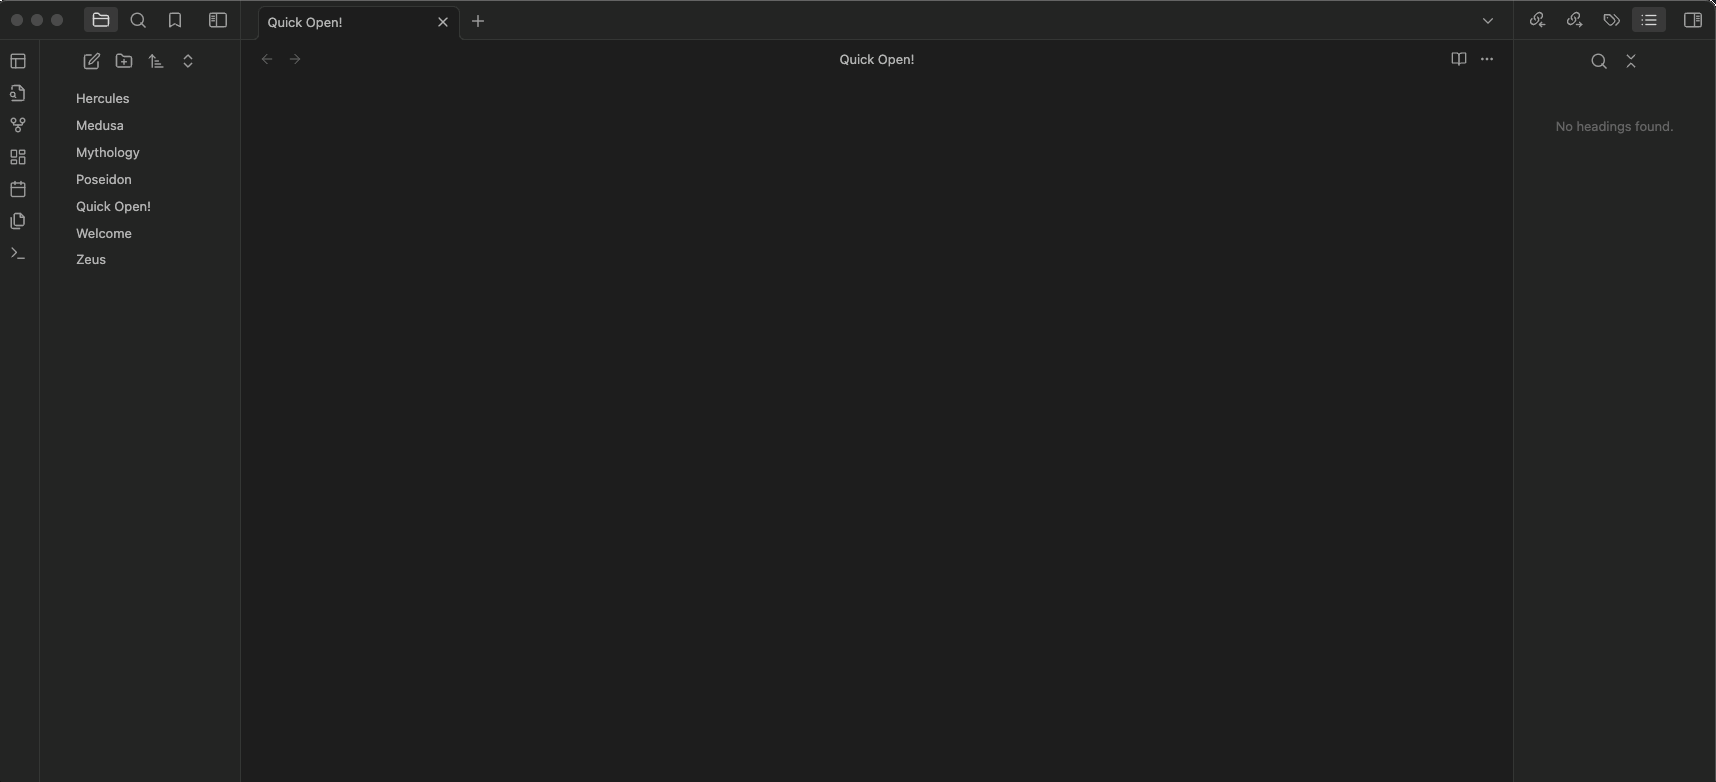 Quick Open!
Quick Open!
Hercules
Medusa
Mythology
Poseidon
Quick Open!
Welcome
Zeus
No headings found.